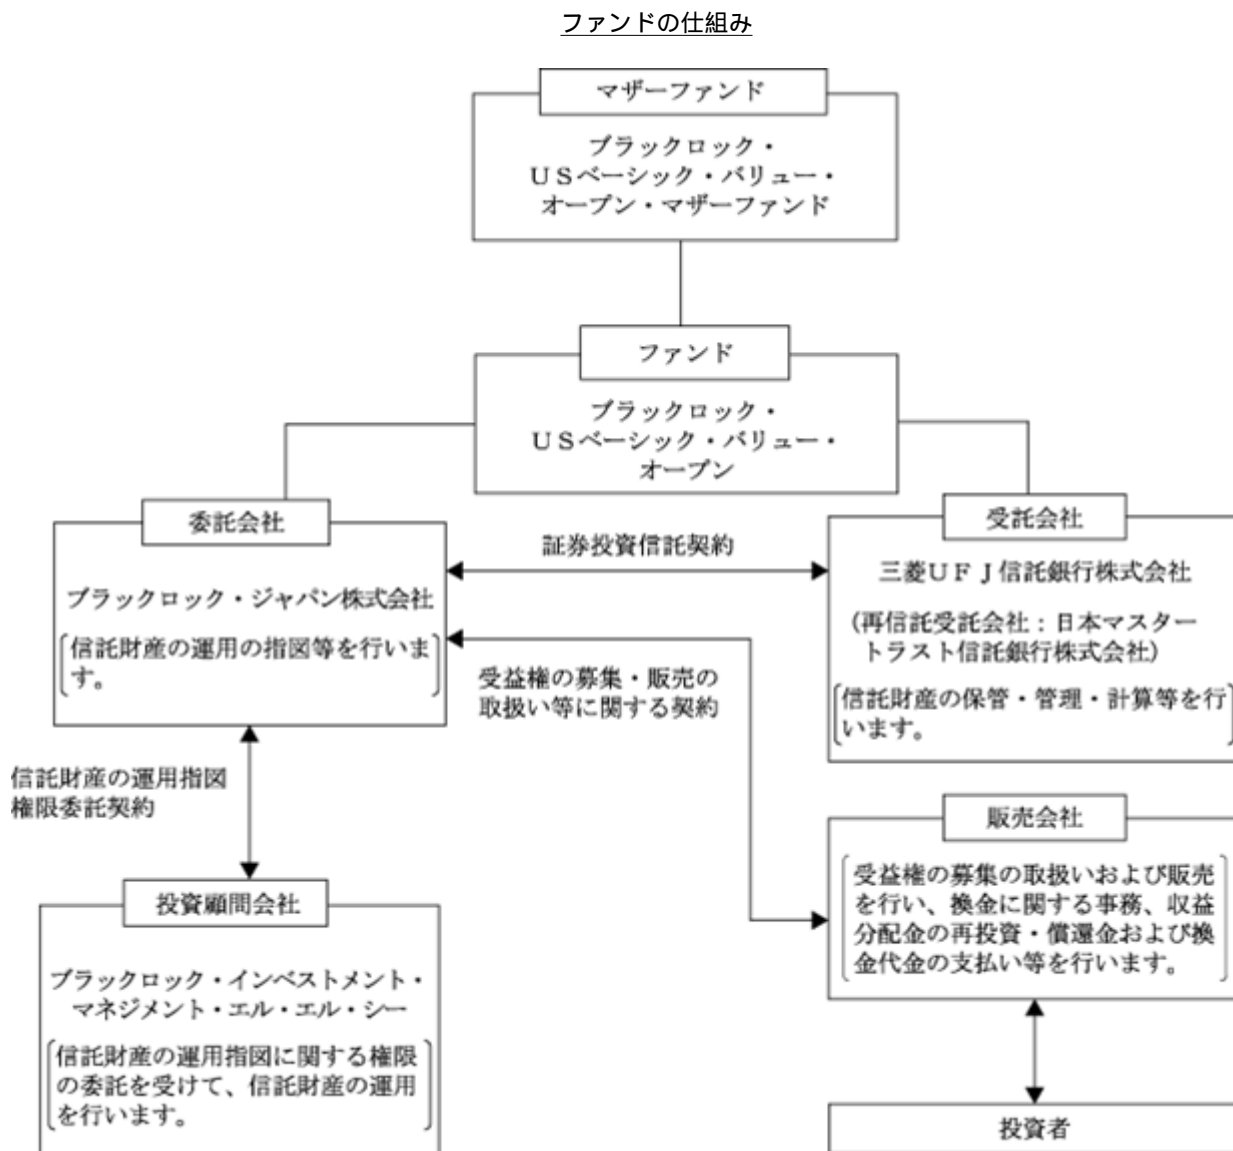 ファンドの仕組み
マザーファンド
ブラックロック・
ＵＳベーシック・バリュー・
オープン・マザーファンド
ファンド
ブラックロック・
ＵＳベーシック・バリュー・
オープン
委託会社
ブラックロック・ジャパン株式会社
信託財産の運用の指図等を行いま
す。
証券投資信託契約
受益権の募集・販売の
取扱い等に関する契約
受託会社
三菱ＵＦＪ信託銀行株式会社
（再信託受託会社：日本マスター
トラスト信託銀行株式会社）
信託財産の保管・管理・計算等を行
います。
信託財産の運用指図
権限委託契約
販売会社
受益権の募集の取扱いおよび販売
を行い、換金に関する事務、収益
分配金の再投資・償還金および換
金代金の支払い等を行います。
投資顧問会社
ブラックロック・インベストメント・
マネジメント・エル・エル・シー
信託財産の運用指図に関する権限
の委託を受けて、信託財産の運用
を行います。
投資者